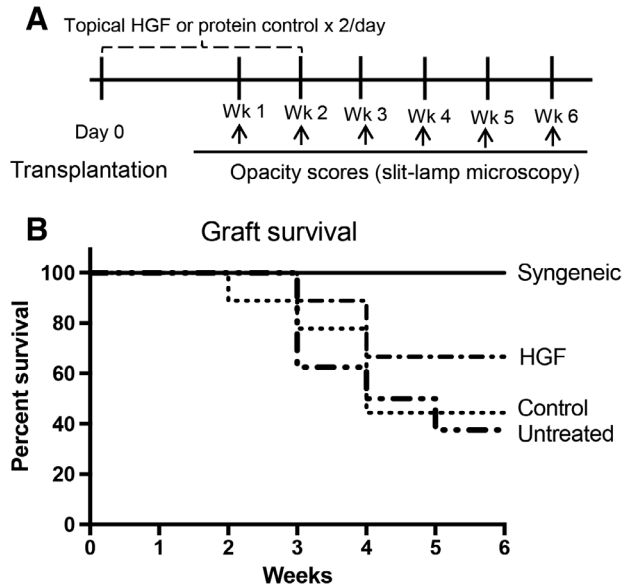 A
Topical HGF or protein control x 2/day
Wk 1 Wk 2 Wk 3 Wk 4 Wk 5 Wk 6
Day 0
Transplantation
Opacity scores (slit-lamp microscopy)
B
Graft survival
Percent survival
100
80
60
40
20
0
Syngeneic
HGF
Control
Untreated
0 1 2 3 4 5 6
Weeks